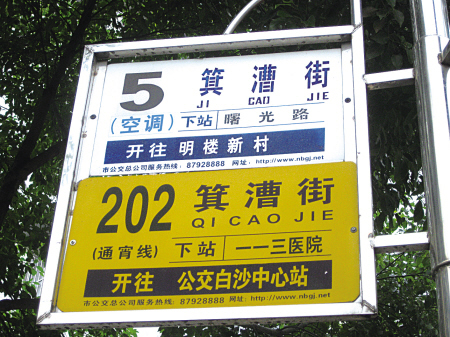 5 箕漕街
JI CAO JIE
(空调) 下站 曙光路
开往 明楼新村
市公交总公司服务热线: 87928888 网址: http://www.nbgj.net
202 箕漕街
QI CAO JIE
(通宵线) 下站 一一三医院
开往 公交白沙中心站
市公交总公司服务热线: 87928888 网址: http://www.nbgj.net